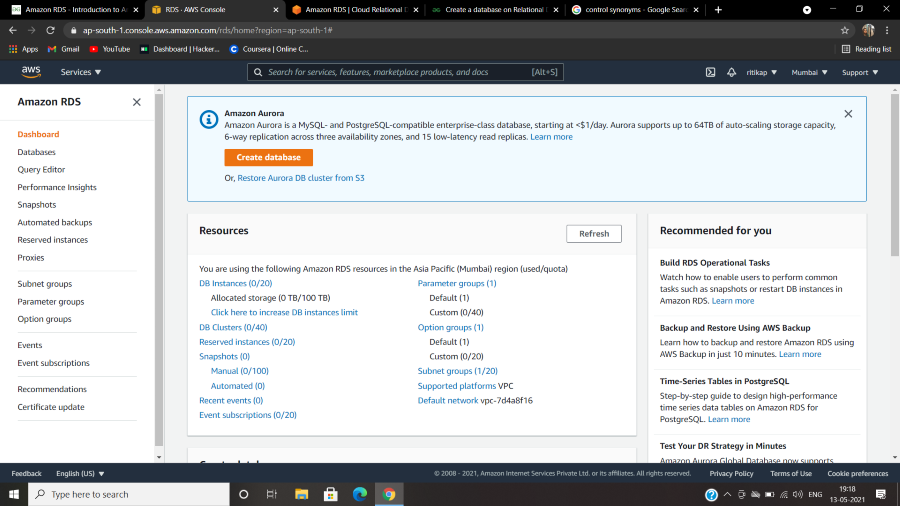 Amazon RDS - Introduction to A
RDS - AWS Console
Amazon RDS | Cloud Relational D
Create a database on Relational
control synonyms - Google Sear
ap-south-1.console.aws.amazon.com/rds/home?region=ap-south-1#
Apps
Gmail
YouTube
Dashboard | Hacker...
Coursera | Online C...
Reading list
aws
Services
Search for services, features, marketplace products, and docs [Alt+S]
ritikap
Mumbai
Support
Amazon RDS
Dashboard
Databases
Query Editor
Performance Insights
Snapshots
Automated backups
Reserved instances
Proxies
Subnet groups
Parameter groups
Option groups
Events
Event subscriptions
Recommendations
Certificate update
Amazon Aurora
Amazon Aurora is a MySQL- and PostgreSQL-compatible enterprise-class database, starting at <$1/day. Aurora supports up to 64TB of auto-scaling storage capacity,
6-way replication across three availability zones, and 15 low-latency read replicas. Learn more
Create database
Or, Restore Aurora DB cluster from S3
Resources
Refresh
You are using the following Amazon RDS resources in the Asia Pacific (Mumbai) region (used/quota)
DB Instances (0/20)
Allocated storage (0 TB/100 TB)
Click here to increase DB instances limit
DB Clusters (0/40)
Reserved instances (0/20)
Snapshots (0)
Manual (0/100)
Automated (0)
Recent events (0)
Event subscriptions (0/20)
Parameter groups (1)
Default (1)
Custom (0/40)
Option groups (1)
Default (1)
Custom (0/20)
Subnet groups (1/20)
Supported platforms VPC
Default network vpc-7d4a8f16
Recommended for you
Build RDS Operational Tasks
Watch how to enable users to perform common
tasks such as snapshots or restart DB instances in
Amazon RDS. Learn more
Backup and Restore Using AWS Backup
Learn how to backup and restore Amazon RDS using
AWS Backup in just 10 minutes. Learn more
Time-Series Tables in PostgreSQL
Step-by-step guide to design high-performance
time series data tables on Amazon RDS for
PostgreSQL. Learn more
Test Your DR Strategy in Minutes
Amazon Aurora Global Database now supports
Feedback
English (US)
© 2008 - 2021, Amazon Internet Services Private Ltd. or its affiliates. All rights reserved.
Privacy Policy
Terms of Use
Cookie preferences
Type here to search
ENG
19:18
13-05-2021